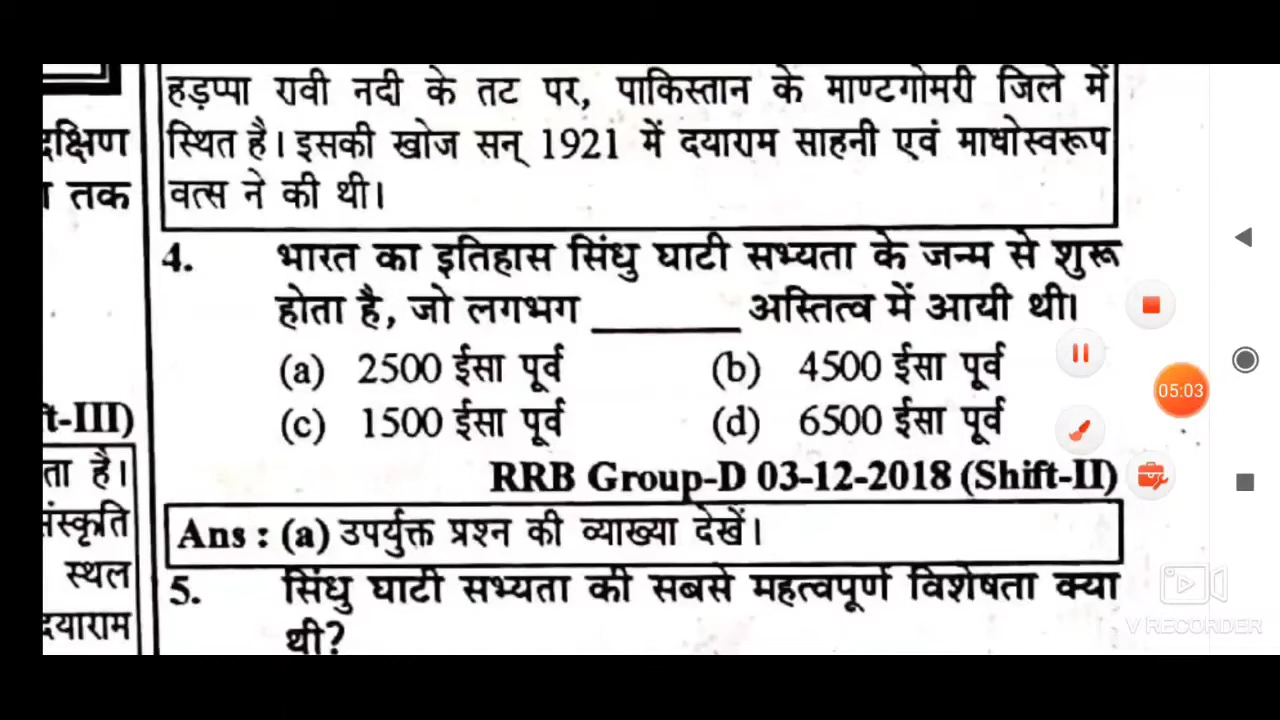 हड़प्पा रावी नदी के तट पर, पाकिस्तान के माण्टगोमरी जिले में
दक्षिण
स्थित है। इसकी खोज सन् 1921 में दयाराम साहनी एवं माधोस्वरूप
तक
वत्स ने की थी।
4. भारत का इतिहास सिंधु घाटी सभ्यता के जन्म से शुरू
होता है, जो लगभग ________ अस्तित्व में आयी थी।
(a) 2500 ईसा पूर्व (b) 4500 ईसा पूर्व
05:03
(c) 1500 ईसा पूर्व (d) 6500 ईसा पूर्व
t-III)
RRB Group-D 03-12-2018 (Shift-II)
ता है।
संस्कृति
Ans : (a) उपर्युक्त प्रश्न की व्याख्या देखें।
स्थल
5. सिंधु घाटी सभ्यता की सबसे महत्वपूर्ण विशेषता क्या
दयाराम
थी?
V RECORDER